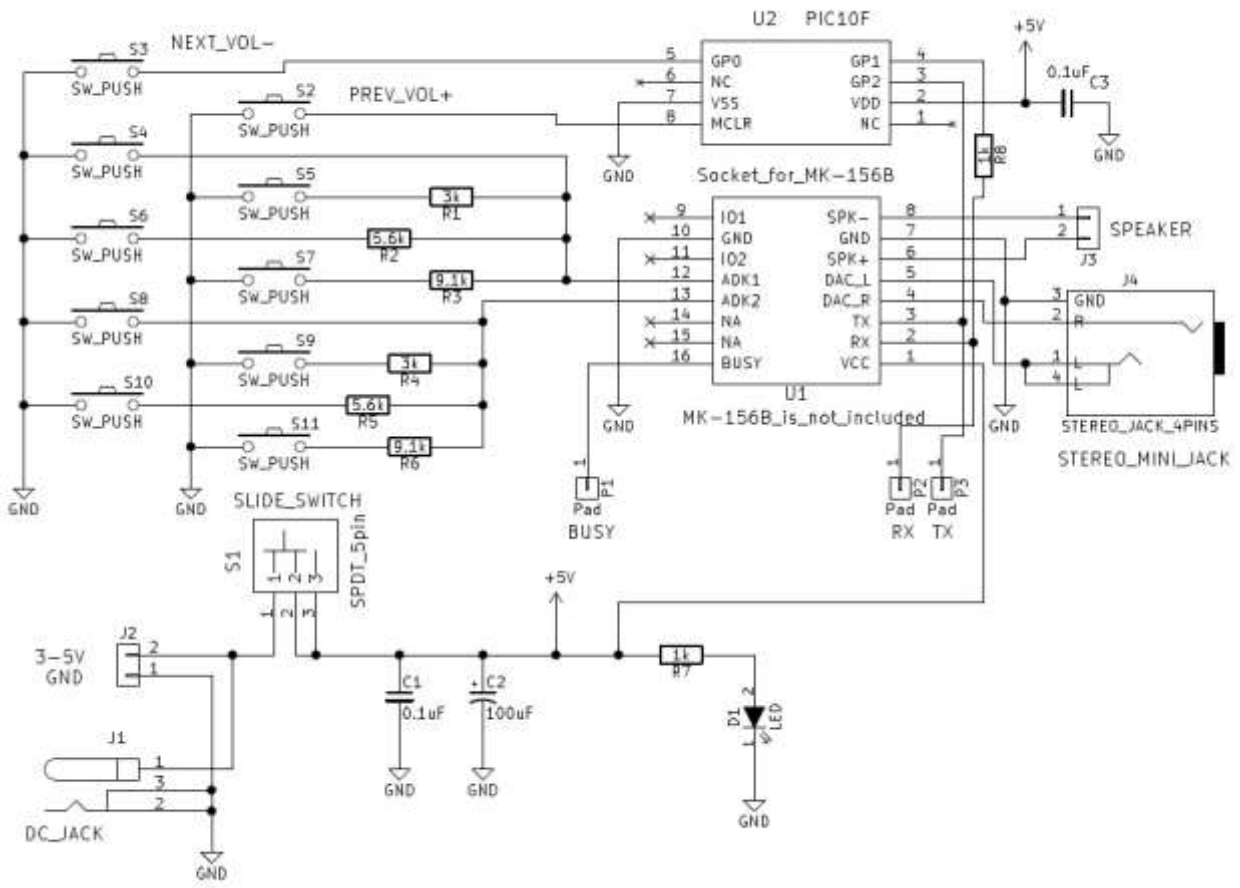 U2 PIC10F
+5V
S3 NEXT_VOL-
SW_PUSH
5 GP0 GP1 4
6 NC GP2 3
7 VSS VDD 2
8 MCLR NC 1
0.1uF C3
GND
GND
S2 PREV_VOL+
SW_PUSH
S4
SW_PUSH
S5
SW_PUSH
3k
R1
1k
R8
S6
SW_PUSH
5.6k
R2
S7
SW_PUSH
9.1k
R3
S8
SW_PUSH
S9
SW_PUSH
3k
R4
S10
SW_PUSH
5.6k
R5
S11
SW_PUSH
9.1k
R6
GND
GND
Socket_for_MK-156B
9 IO1 SPK- 8
10 GND GND 7
11 IO2 SPK+ 6
12 ADK1 DAC_L 5
13 ADK2 DAC_R 4
14 NA TX 3
15 NA RX 2
16 BUSY VCC 1
U1
MK-156B_is_not_included
GND
GND
1
2
SPEAKER
J3
J4
3 GND
2 R
1 L
4 L
STEREO_JACK_4PINS
STEREO_MINI_JACK
1
P1
Pad
BUSY
1
P2
Pad
RX
1
P3
Pad
TX
SLIDE_SWITCH
S1
SPDT_5pin
1 2 3
1 2 3
+5V
J2
3-5V 2
GND 1
C1
0.1uF
GND
+ C2
100uF
GND
1k
R7
2
D1
LED
1
GND
J1
1
3
2
DC_JACK
GND